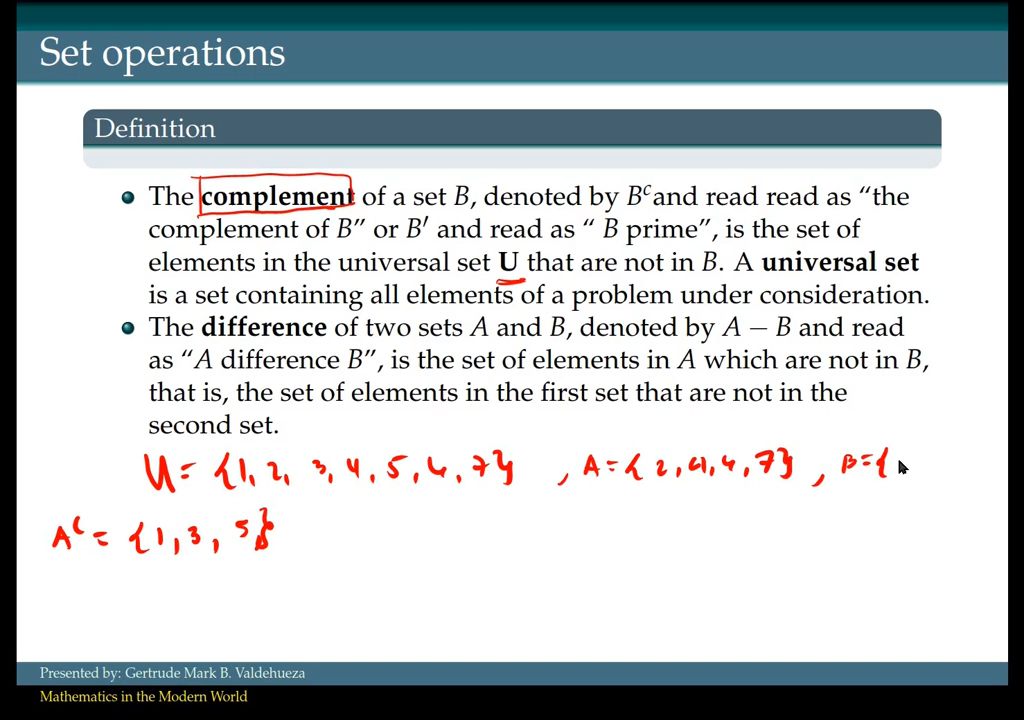 Set operations
Definition
The complement of a set B, denoted by Bᶜ and read read as “the
complement of B” or B′ and read as “ B prime”, is the set of
elements in the universal set U that are not in B. A universal set
is a set containing all elements of a problem under consideration.
The difference of two sets A and B, denoted by A − B and read
as “A difference B”, is the set of elements in A which are not in B,
that is, the set of elements in the first set that are not in the
second set.
U = {1, 2, 3, 4, 5, 6, 7} , A = { 2, 4, 7} , B = {
Aᶜ = {1, 3, 5}
Presented by: Gertrude Mark B. Valdehueza
Mathematics in the Modern World